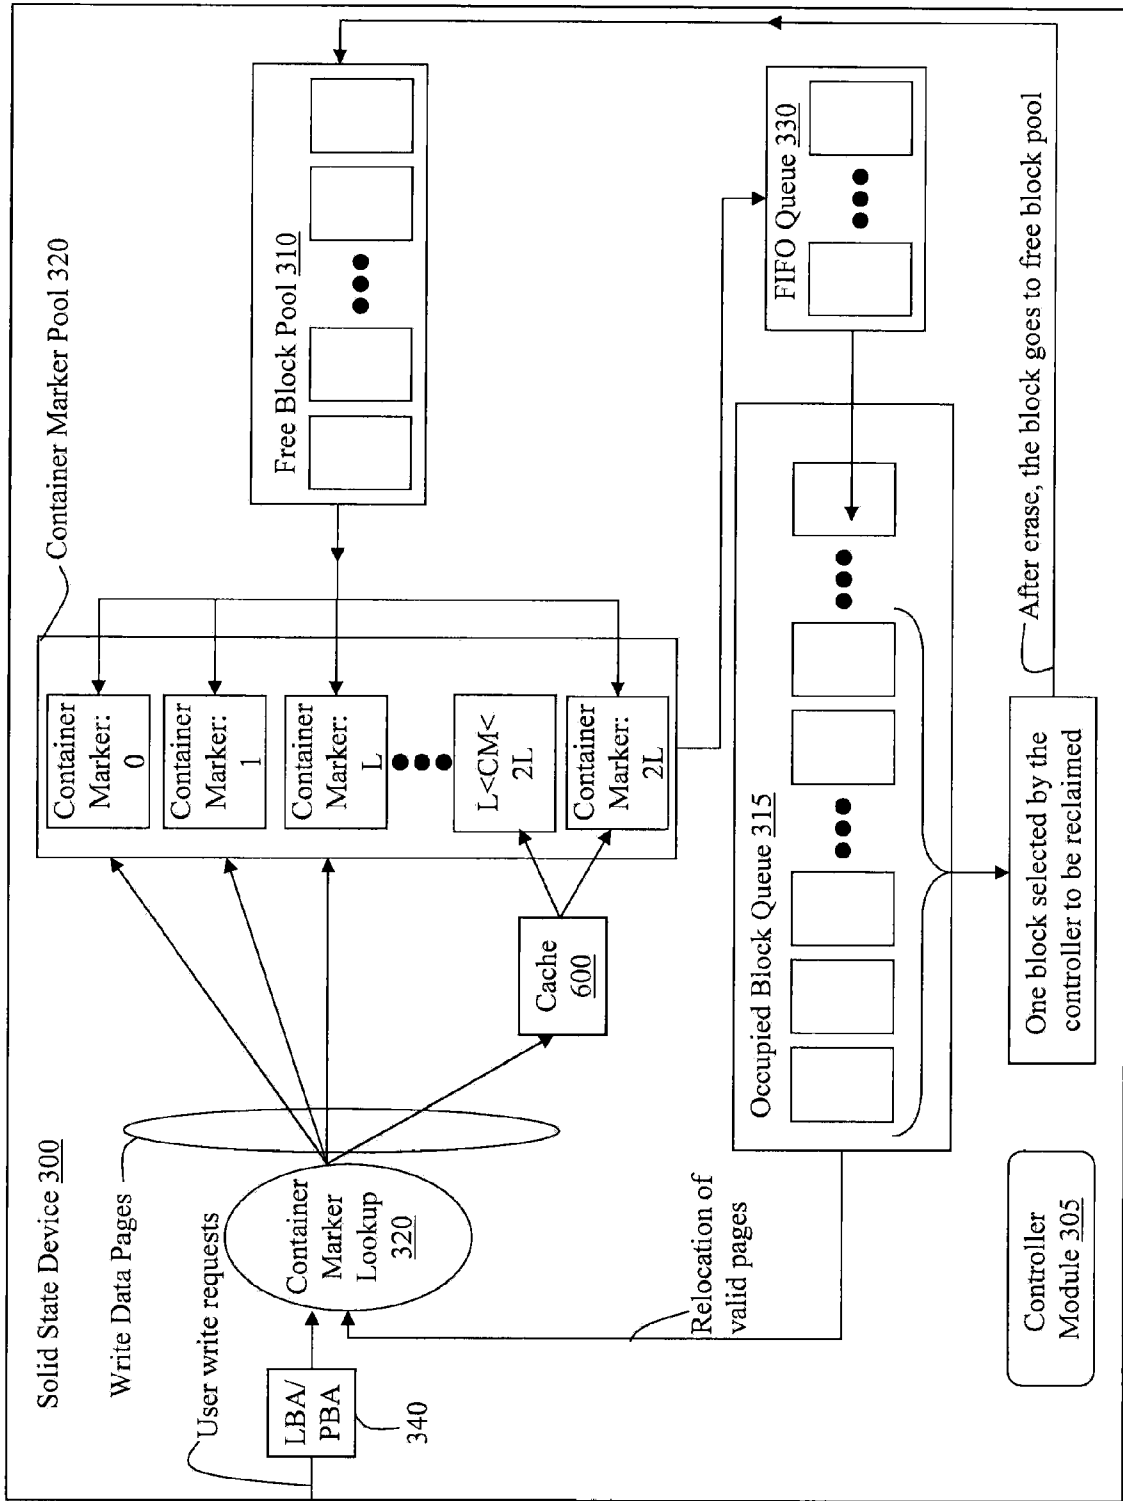 Solid State Device 300
Write Data Pages
User write requests
LBA/
PBA
340
Container
Marker
Lookup
320
Relocation of
valid pages
Controller
Module 305
Cache
600
Container Marker Pool 320
Container
Marker:
0
Container
Marker:
1
Container
Marker:
L
L<CM<
2L
Container
Marker:
2L
Free Block Pool 310
Occupied Block Queue 315
FIFO Queue 330
One block selected by the
controller to be reclaimed
After erase, the block goes to free block pool